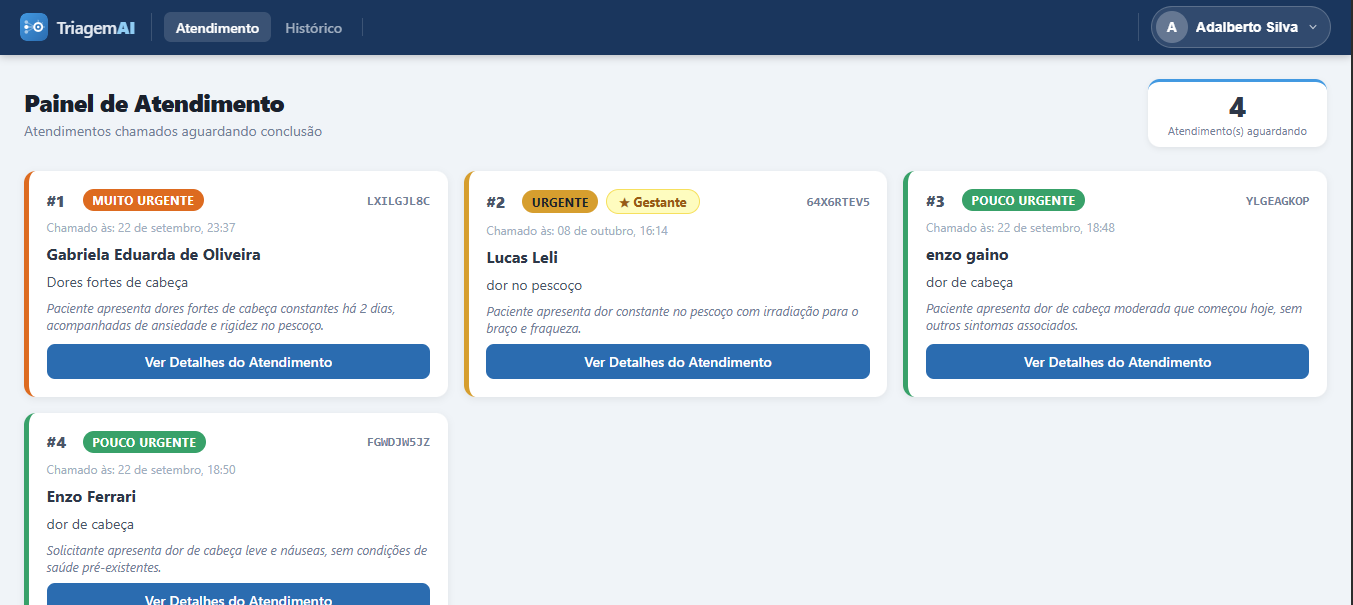 TriagemAI Atendimento Histórico A Adalberto Silva
Painel de Atendimento
Atendimentos chamados aguardando conclusão
4
Atendimento(s) aguardando
#1 MUITO URGENTE LXILGJL8C
Chamado às: 22 de setembro, 23:37
Gabriela Eduarda de Oliveira
Dores fortes de cabeça
Paciente apresenta dores fortes de cabeça constantes há 2 dias,
acompanhadas de ansiedade e rigidez no pescoço.
Ver Detalhes do Atendimento
#2 URGENTE ★ Gestante 64X6RTEV5
Chamado às: 08 de outubro, 16:14
Lucas Leli
dor no pescoço
Paciente apresenta dor constante no pescoço com irradiação para o
braço e fraqueza.
Ver Detalhes do Atendimento
#3 POUCO URGENTE YLGEAGKOP
Chamado às: 22 de setembro, 18:48
enzo gaino
dor de cabeça
Paciente apresenta dor de cabeça moderada que começou hoje, sem
outros sintomas associados.
Ver Detalhes do Atendimento
#4 POUCO URGENTE FGWDJW5JZ
Chamado às: 22 de setembro, 18:50
Enzo Ferrari
dor de cabeça
Solicitante apresenta dor de cabeça leve e náuseas, sem condições de
saúde pré-existentes.
Ver Detalhes do Atendimento